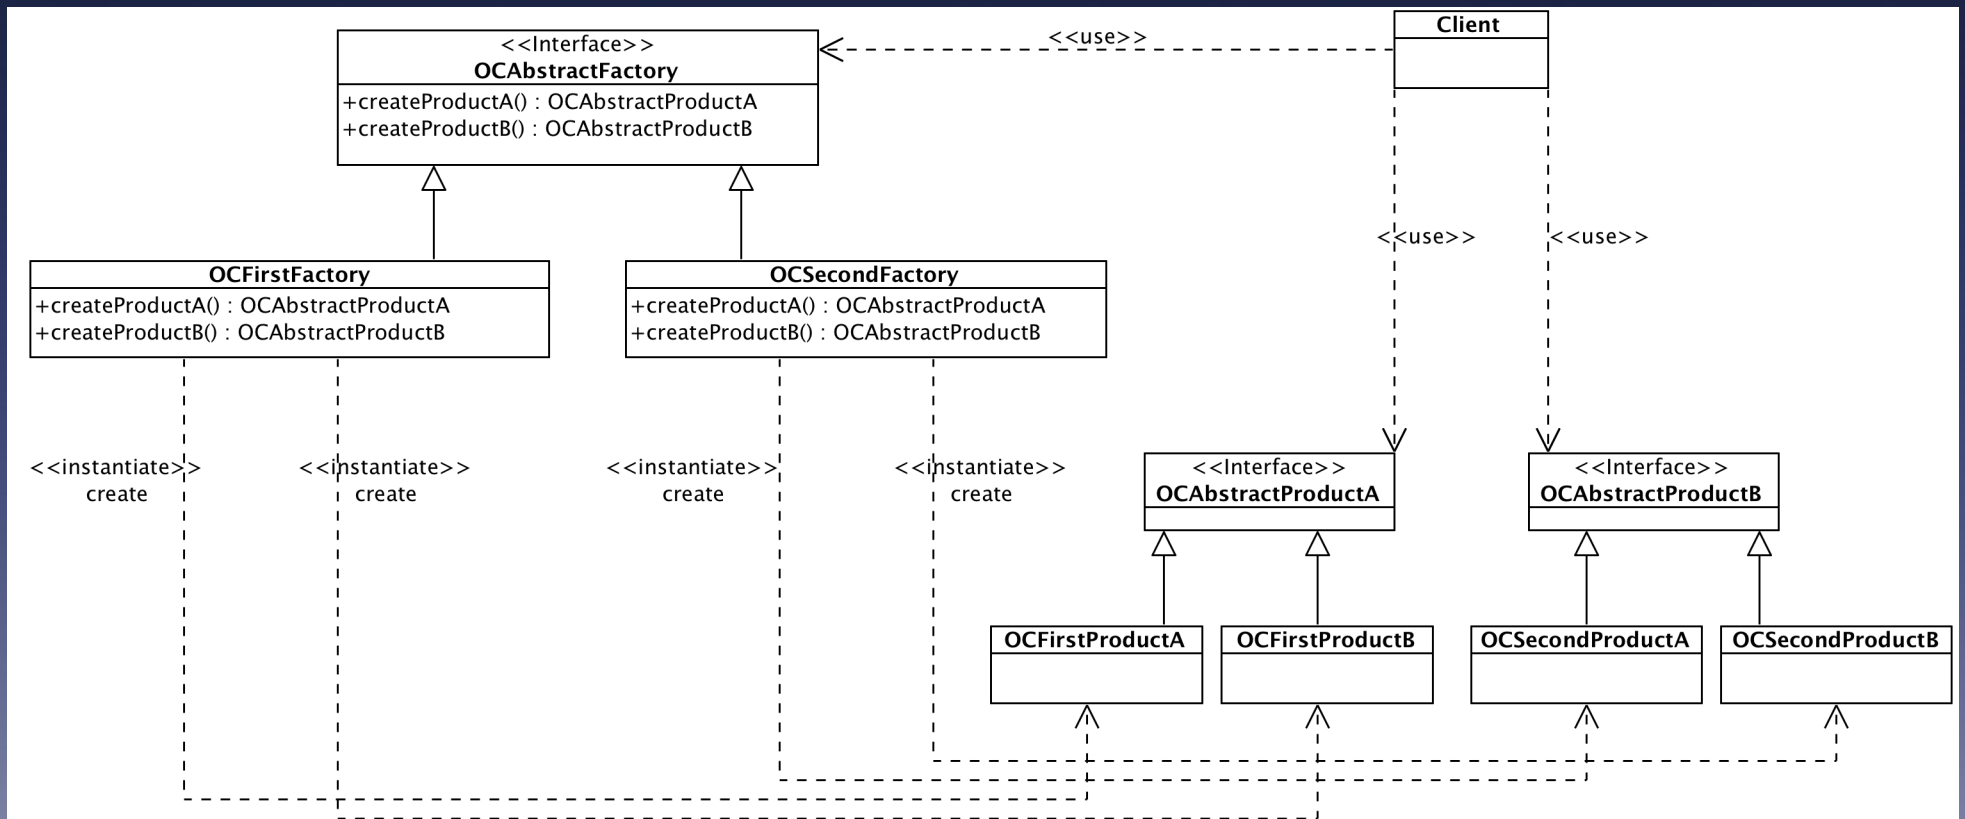 <<Interface>>
OCAbstractFactory
+createProductA() : OCAbstractProductA
+createProductB() : OCAbstractProductB
<<use>>
Client
OCFirstFactory
+createProductA() : OCAbstractProductA
+createProductB() : OCAbstractProductB
OCSecondFactory
+createProductA() : OCAbstractProductA
+createProductB() : OCAbstractProductB
<<use>>
<<use>>
<<instantiate>>
create
<<instantiate>>
create
<<instantiate>>
create
<<instantiate>>
create
<<Interface>>
OCAbstractProductA
<<Interface>>
OCAbstractProductB
OCFirstProductA
OCFirstProductB
OCSecondProductA
OCSecondProductB